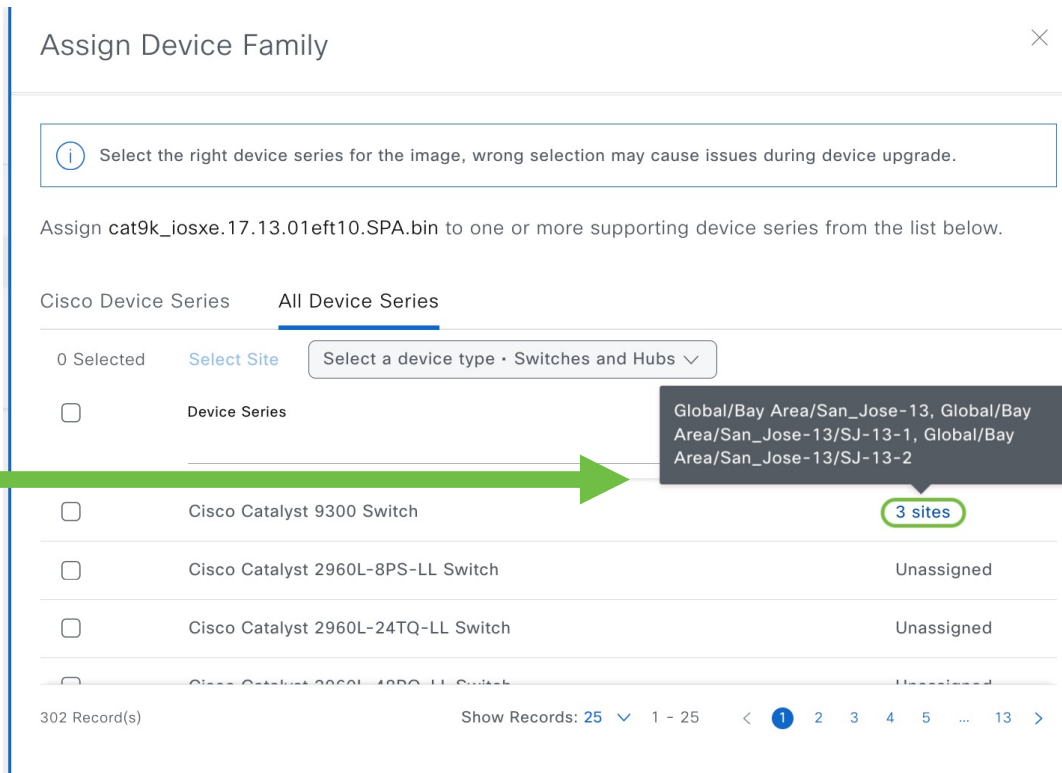 Assign Device Family
Select the right device series for the image, wrong selection may cause issues during device upgrade.
Assign cat9k_iosxe.17.13.01eft10.SPA.bin to one or more supporting device series from the list below.
Cisco Device Series All Device Series
0 Selected Select Site Select a device type • Switches and Hubs
Device Series
Global/Bay Area/San_Jose-13, Global/Bay
Area/San_Jose-13/SJ-13-1, Global/Bay
Area/San_Jose-13/SJ-13-2
Cisco Catalyst 9300 Switch 3 sites
Cisco Catalyst 2960L-8PS-LL Switch Unassigned
Cisco Catalyst 2960L-24TQ-LL Switch Unassigned
302 Record(s) Show Records: 25 1 - 25 < 1 2 3 4 5 ... 13 >